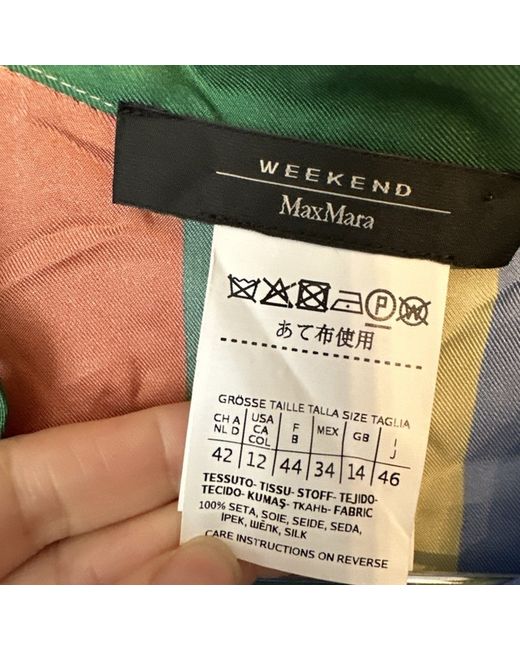 WEEKEND
MaxMara
P W
あて布使用
GRÖSSE TAILLE TALLA SIZE TAGLIA
CH A USA F MEX GB I
NL D CA B J
COL
42 12 44 34 14 46
TESSUTO- TISSU- STOFF- TEJIDO-
TECIDO- KUMAŞ- ТКАНЬ- FABRIC
100% SETA, SOIE, SEIDE, SEDA,
İPEK, ШЁЛК, SILK
CARE INSTRUCTIONS ON REVERSE